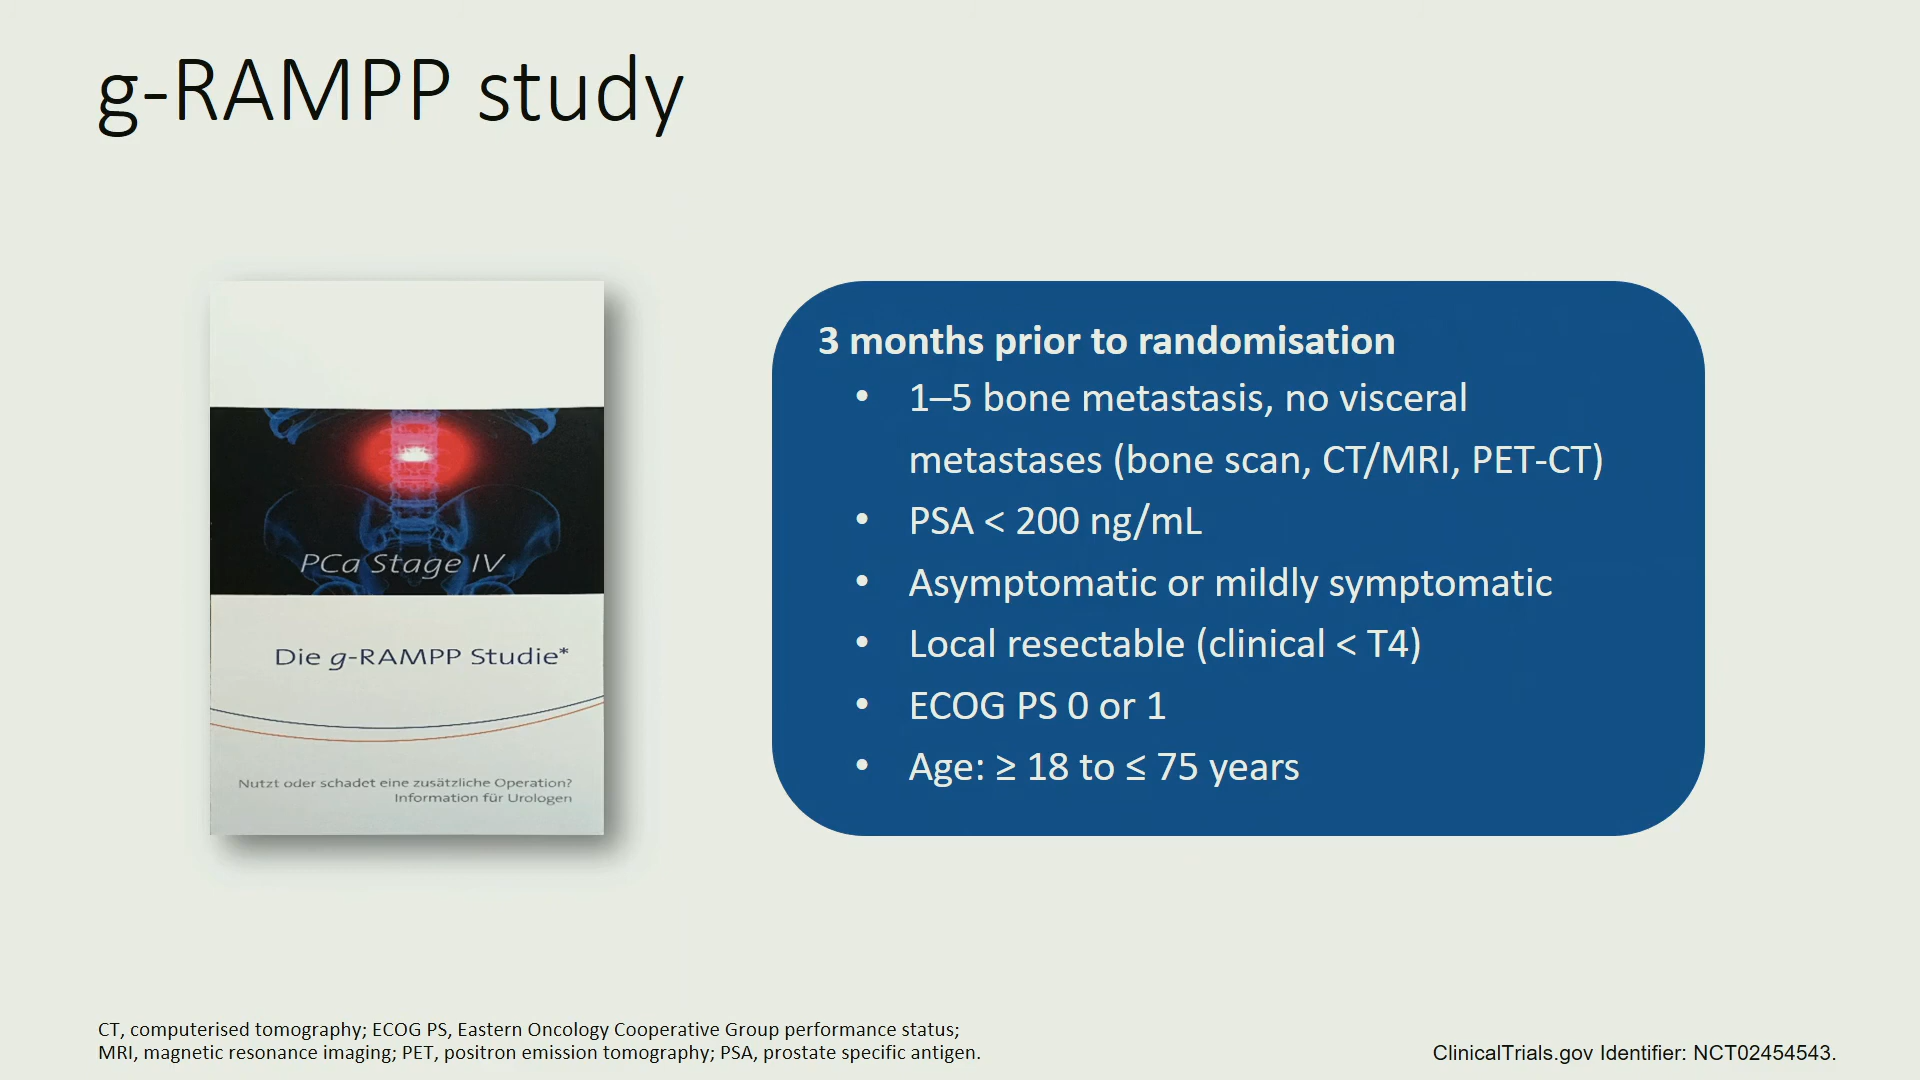 g-RAMPP study
PCa Stage IV
Die g-RAMPP Studie*
Nutzt oder schadet eine zusätzliche Operation?
Information für Urologen
3 months prior to randomisation
• 1–5 bone metastasis, no visceral
metastases (bone scan, CT/MRI, PET-CT)
• PSA < 200 ng/mL
• Asymptomatic or mildly symptomatic
• Local resectable (clinical < T4)
• ECOG PS 0 or 1
• Age: ≥ 18 to ≤ 75 years
CT, computerised tomography; ECOG PS, Eastern Oncology Cooperative Group performance status;
MRI, magnetic resonance imaging; PET, positron emission tomography; PSA, prostate specific antigen.
ClinicalTrials.gov Identifier: NCT02454543.